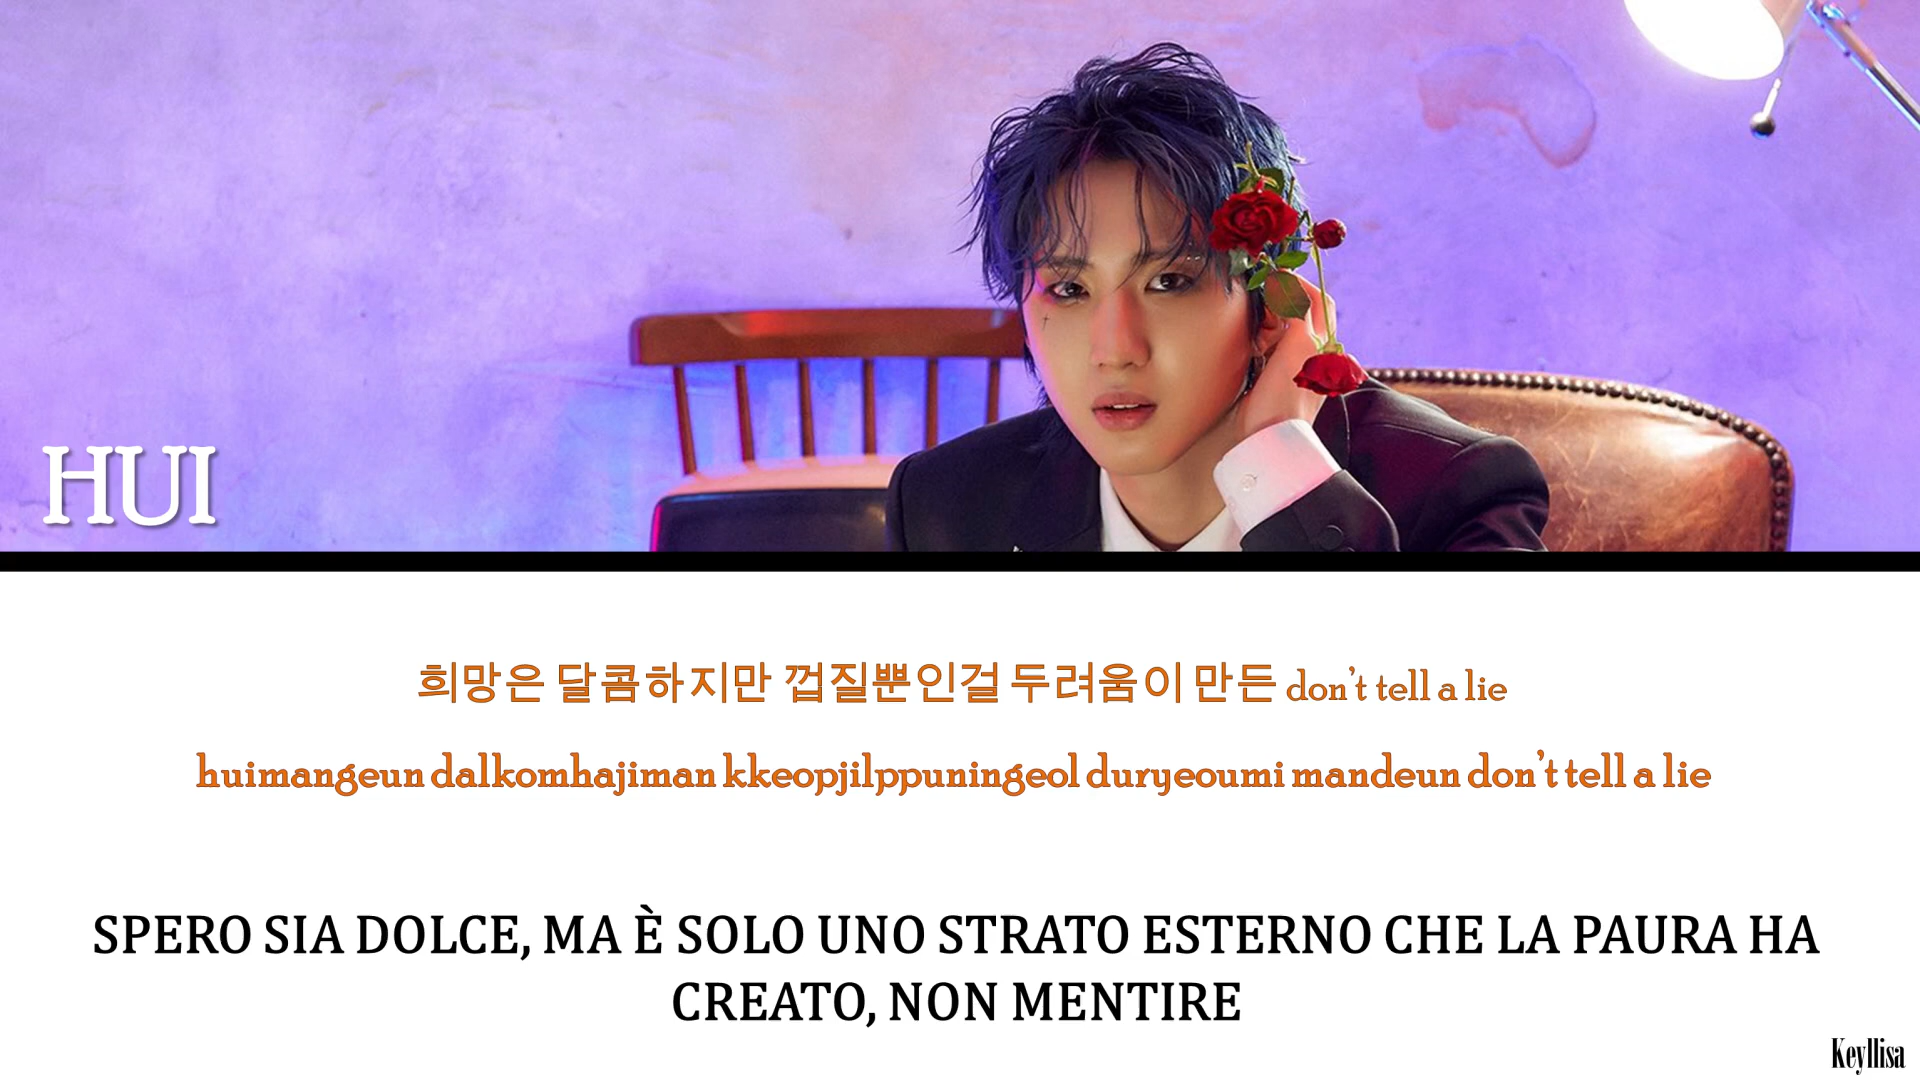 HUI
희망은 달콤하지만 껍질뿐인걸 두려움이 만든 don't tell a lie
huimangeun dalkomhajiman kkeopjilppuningeol duryeoumi mandeun don't tell a lie
SPERO SIA DOLCE, MA È SOLO UNO STRATO ESTERNO CHE LA PAURA HA
CREATO, NON MENTIRE
Keyllisa